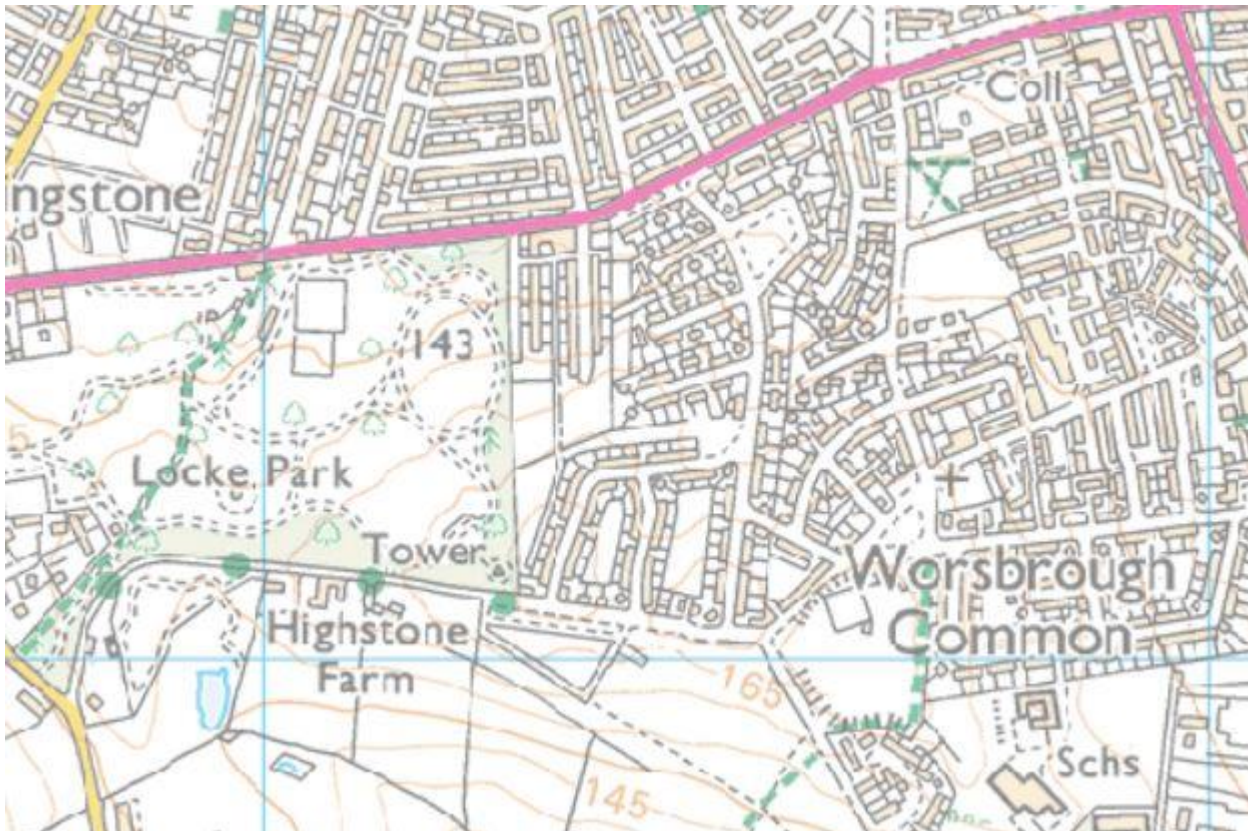 Coll
ngstone
143
Locke Park
Tower
Worsbrough
Common
Highstone
Farm
165
Schs
145